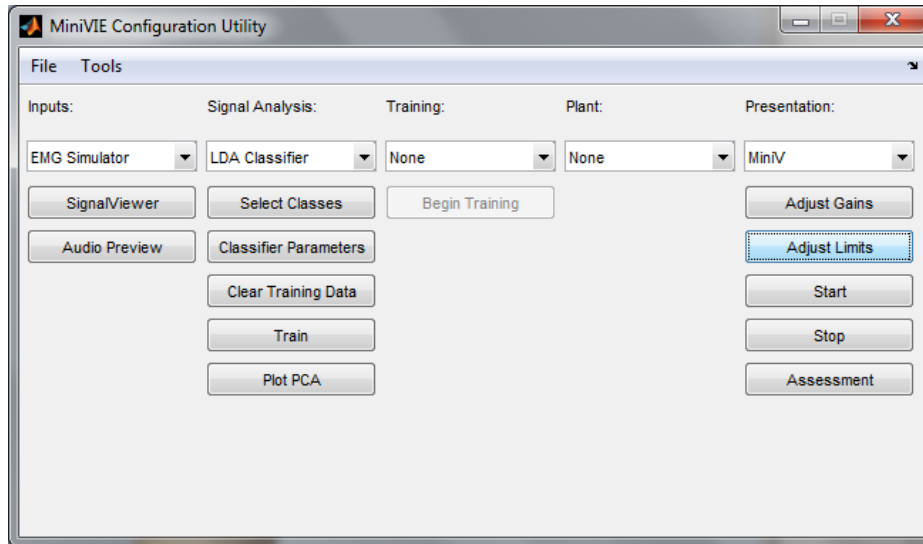 MiniVIE Configuration Utility
File Tools
Inputs: Signal Analysis: Training: Plant: Presentation:
EMG Simulator LDA Classifier None None MiniV
SignalViewer Select Classes Begin Training Adjust Gains
Audio Preview Classifier Parameters Adjust Limits
Clear Training Data Start
Train Stop
Plot PCA Assessment